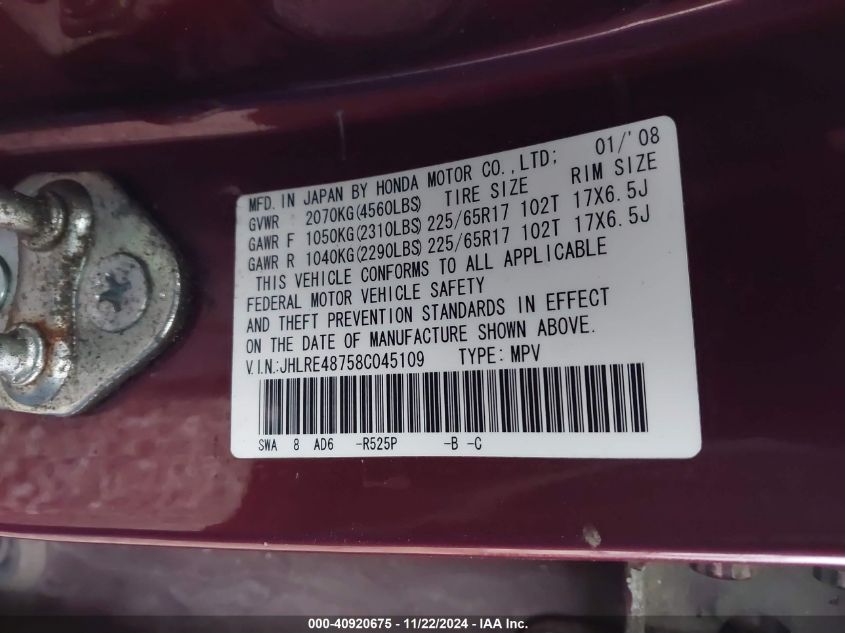 MFD. IN JAPAN BY HONDA MOTOR CO.,LTD; 01/'08
GVWR 2070KG(4560LBS) TIRE SIZE RIM SIZE
GAWR F 1050KG(2310LBS) 225/65R17 102T 17X6.5J
GAWR R 1040KG(2290LBS) 225/65R17 102T 17X6.5J
THIS VEHICLE CONFORMS TO ALL APPLICABLE
FEDERAL MOTOR VEHICLE SAFETY
AND THEFT PREVENTION STANDARDS IN EFFECT
ON THE DATE OF MANUFACTURE SHOWN ABOVE.
V.I.N.:JHLRE48758C045109 TYPE: MPV
SWA 8 AD6 -R525P -B -C
000-40920675 - 11/22/2024 - IAA, Inc.